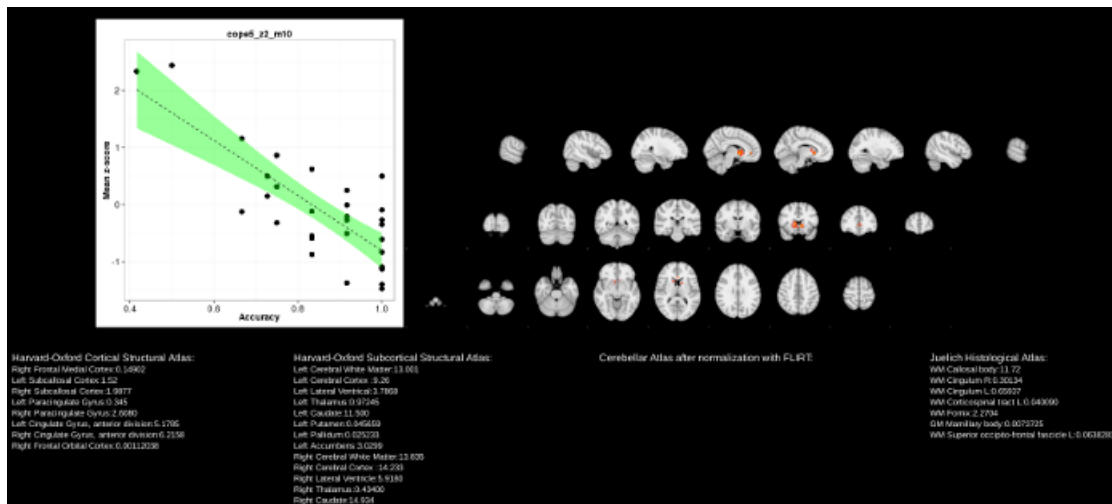 cope5_z2_m10
Mean z-score
2
1
0
-1
0.4 0.6 0.8 1.0
Accuracy
Harvard-Oxford Cortical Structural Atlas:
Right Frontal Medial Cortex:0.14902
Left Subcallosal Cortex:1.52
Right Subcallosal Cortex:1.9877
Left Paracingulate Gyrus:0.345
Right Paracingulate Gyrus:2.6080
Left Cingulate Gyrus, anterior division:5.1785
Right Cingulate Gyrus, anterior division:6.2158
Right Frontal Orbital Cortex:0.00112038
Harvard-Oxford Subcortical Structural Atlas:
Left Cerebral White Matter:13.001
Left Cerebral Cortex :9.26
Left Lateral Ventrical:3.7868
Left Thalamus:0.97245
Left Caudate:11.500
Left Putamen:0.045693
Left Pallidum:0.025233
Left Accumbens:3.0299
Right Cerebral White Matter:13.835
Right Cerebral Cortex :14.233
Right Lateral Ventricle:5.9180
Right Thalamus:0.43400
Right Caudate:14.934
Cerebellar Atlas after normalization with FLIRT:
Juelich Histological Atlas:
WM Callosal body:11.72
WM Cingulum R:0.30134
WM Cingulum L:0.65937
WM Corticospinal tract L:0.040090
WM Fornix:2.2704
GM Mamillary body:0.0073725
WM Superior occipito-frontal fascicle L:0.063828